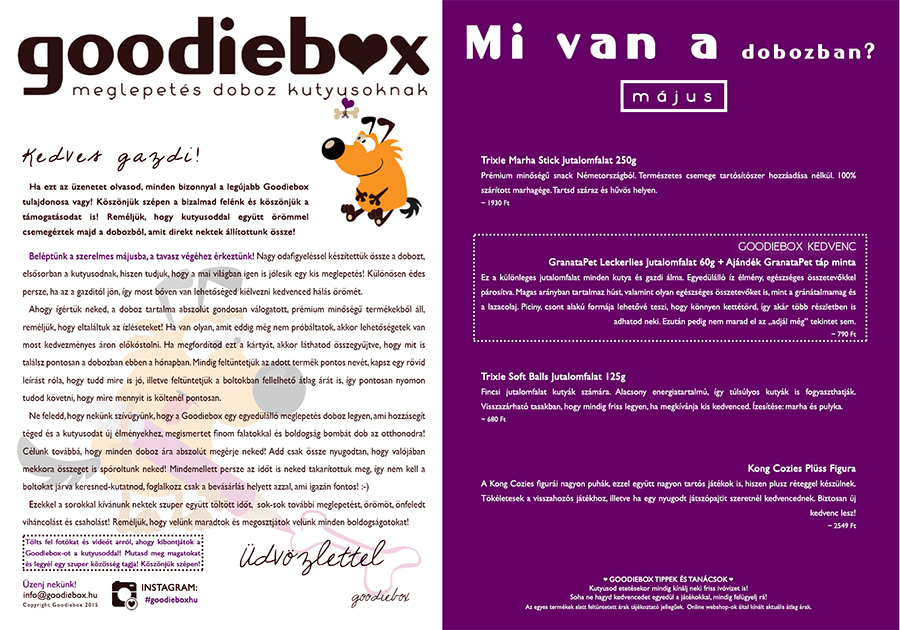 goodiebox
meglepetés doboz kutyusoknak
Kedves gazdi!
Ha ezt az üzenetet olvasod, minden bizonnyal a legújabb Goodiebox
tulajdonosa vagy! Köszönjük szépen a bizalmad felénk és köszönjük a
támogatásodat is! Reméljük, hogy kutyusoddal együtt örömmel
csemegéztek majd a dobozból, amit direkt nektek állítottunk össze!
Beléptünk a szerelmes májusba, a tavasz végéhez érkeztünk! Nagy odafigyeléssel készítettük össze a dobozt,
elsősorban a kutyusodnak, hiszen tudjuk, hogy a mai világban igen is jólesik egy kis meglepetés! Különösen édes
persze, ha az a gazditól jön, így most bőven van lehetőséged kiélvezni kedvenced hálás örömét.
Ahogy ígértük neked, a doboz tartalma abszolút gondosan válogatott, prémium minőségű termékekből áll,
reméljük, hogy eltaláltuk az ízléseteket! Ha van olyan, amit eddig még nem próbáltatok, akkor lehetőségetek van
most kedvezményes áron előkóstolni. Ha megfordítod ezt a kártyát, akkor láthatod összegyűjtve, hogy mit is
találsz pontosan a dobozban ebben a hónapban. Mindig feltüntetjük az adott termék pontos nevét, kapsz egy rövid
leírást róla, hogy tudd mire is jó, illetve feltüntetjük a boltokban fellelhető átlag árát is, így pontosan nyomon
tudod követni, hogy mire mennyit is költenél pontosan.
Ne feledd, hogy nekünk szívügyünk, hogy a Goodiebox egy egyedülálló meglepetés doboz legyen, ami hozzásegít
téged és a kutyusodat új élményekhez, megismertet finom falatokkal és boldogság bombát dob az otthonodra!
Célunk továbbá, hogy minden doboz ára abszolút megérje neked! Add csak össze nyugodtan, hogy valójában
mekkora összeget is spóroltunk neked! Mindemellett persze az időt is neked takarítottuk meg, így nem kell a
boltokat járva keresned-kutatnod, foglalkozz csak a bevásárlás helyett azzal, ami igazán fontos! :-)
Ezekkel a sorokkal kívánunk nektek szuper együtt töltött időt, sok-sok további meglepetést, örömöt, önfeledt
viháncolást és csaholást! Reméljük, hogy velünk maradtok és megosztjátok velünk minden boldogságotokat!
Tölts fel fotókat és videót arról, ahogy kibontjátok a
Goodiebox-ot a kutyusoddal! Mutasd meg magatokat
és legyél egy szuper közösség tagja! Köszönjük szépen!
Üdvözlettel
goodiebox
Üzenj nekünk!
info@goodiebox.hu
Copyright Goodiebox 2015
INSTAGRAM:
#goodieboxhu
Mi van a dobozban?
május
Trixie Marha Stick Jutalomfalat 250g
Prémium minőségű snack Németországból. Természetes csemege tartósítószer hozzáadása nélkül. 100%
szárított marhagége. Tartsd száraz és hűvös helyen.
~ 1930 Ft
GOODIEBOX KEDVENC
GranataPet Leckerlies Jutalomfalat 60g + Ajándék GranataPet táp minta
Ez a különleges jutalomfalat minden kutya és gazdi álma. Egyedülálló íz élmény, egészséges összetevőkkel
párosítva. Magas arányban tartalmaz húst, valamint olyan egészséges összetevőket is, mint a gránátalmamag és
a lazacolaj. Piciny, csont alakú formája lehetővé teszi, hogy könnyen kettétörd, így akár több részletben is
adhatod neki. Ezután pedig nem marad el az „adjál még” tekintet sem.
~ 790 Ft
Trixie Soft Balls Jutalomfalat 125g
Fincsi jutalomfalat kutyák számára. Alacsony energiatartalmú, így túlsúlyos kutyák is fogyaszthatják.
Visszazárható tasakban, hogy mindig friss legyen, ha megkívánja kis kedvenced. Ízesítése: marha és pulyka.
~ 680 Ft
Kong Cozies Plüss Figura
A Kong Cozies figurái nagyon puhák, ezzel együtt nagyon tartós játékok is, hiszen plusz réteggel készülnek.
Tökéletesek a visszahozós játékhoz, illetve ha egy nyugodt játszópajtit szeretnél kedvencednek. Biztosan új
kedvenc lesz!
~ 2549 Ft
♥ GOODIEBOX TIPPEK ÉS TANÁCSOK ♥
Kutyusod etetésekor mindig kínálj neki friss ivóvizet is!
Soha ne hagyd kedvencedet egyedül a játékokkal, mindig felügyelj rá!
Az egyes termékek alatt feltüntetett árak tájékoztató jellegűek. Online webshop-ok által kínált aktuális átlag árak.